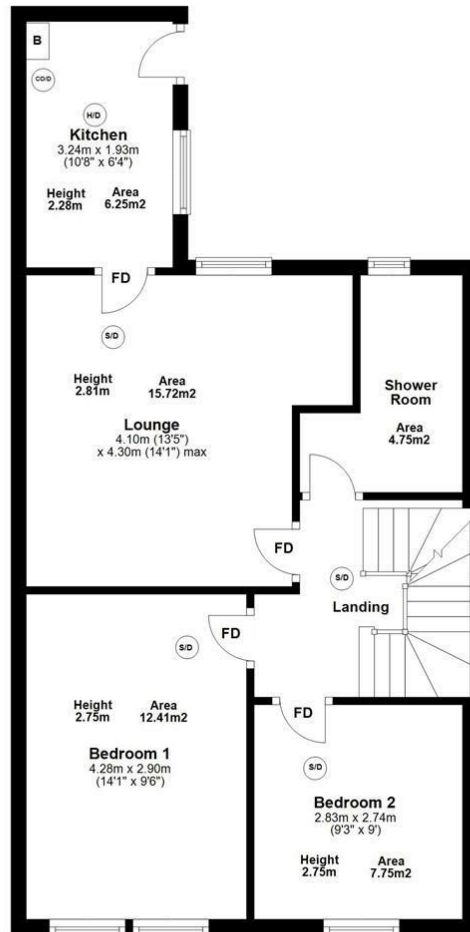 B
CO/D
H/D
Kitchen
3.24m x 1.93m
(10'8" x 6'4")
Height Area
2.28m 6.25m2
FD
S/D
Height Area
2.81m 15.72m2
Lounge
4.10m (13'5")
x 4.30m (14'1") max
Shower
Room
Area
4.75m2
FD
S/D
Landing
S/D
FD
Height Area
2.75m 12.41m2
Bedroom 1
4.28m x 2.90m
(14'1" x 9'6")
FD
S/D
Bedroom 2
2.83m x 2.74m
(9'3" x 9')
Height Area
2.75m 7.75m2